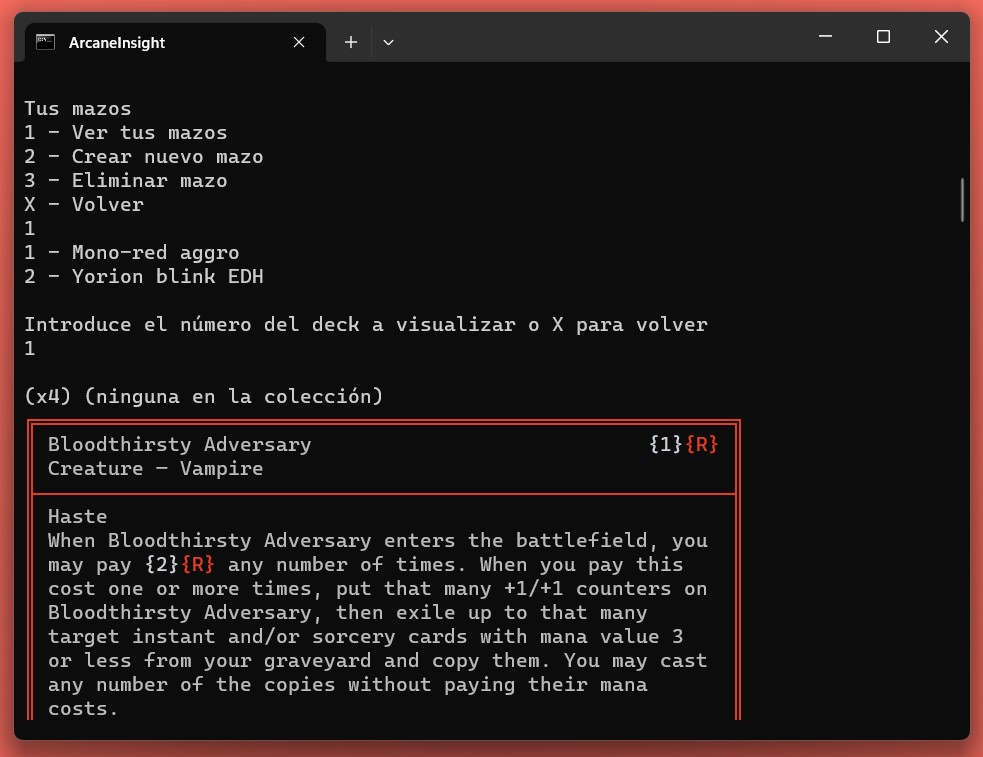 ArcaneInsight
Tus mazos
1 - Ver tus mazos
2 - Crear nuevo mazo
3 - Eliminar mazo
X - Volver
1
1 - Mono-red aggro
2 - Yorion blink EDH
Introduce el número del deck a visualizar o X para volver
1
(x4) (ninguna en la colección)
Bloodthirsty Adversary {1}{R}
Creature — Vampire
Haste
When Bloodthirsty Adversary enters the battlefield, you
may pay {2}{R} any number of times. When you pay this
cost one or more times, put that many +1/+1 counters on
Bloodthirsty Adversary, then exile up to that many
target instant and/or sorcery cards with mana value 3
or less from your graveyard and copy them. You may cast
any number of the copies without paying their mana
costs.